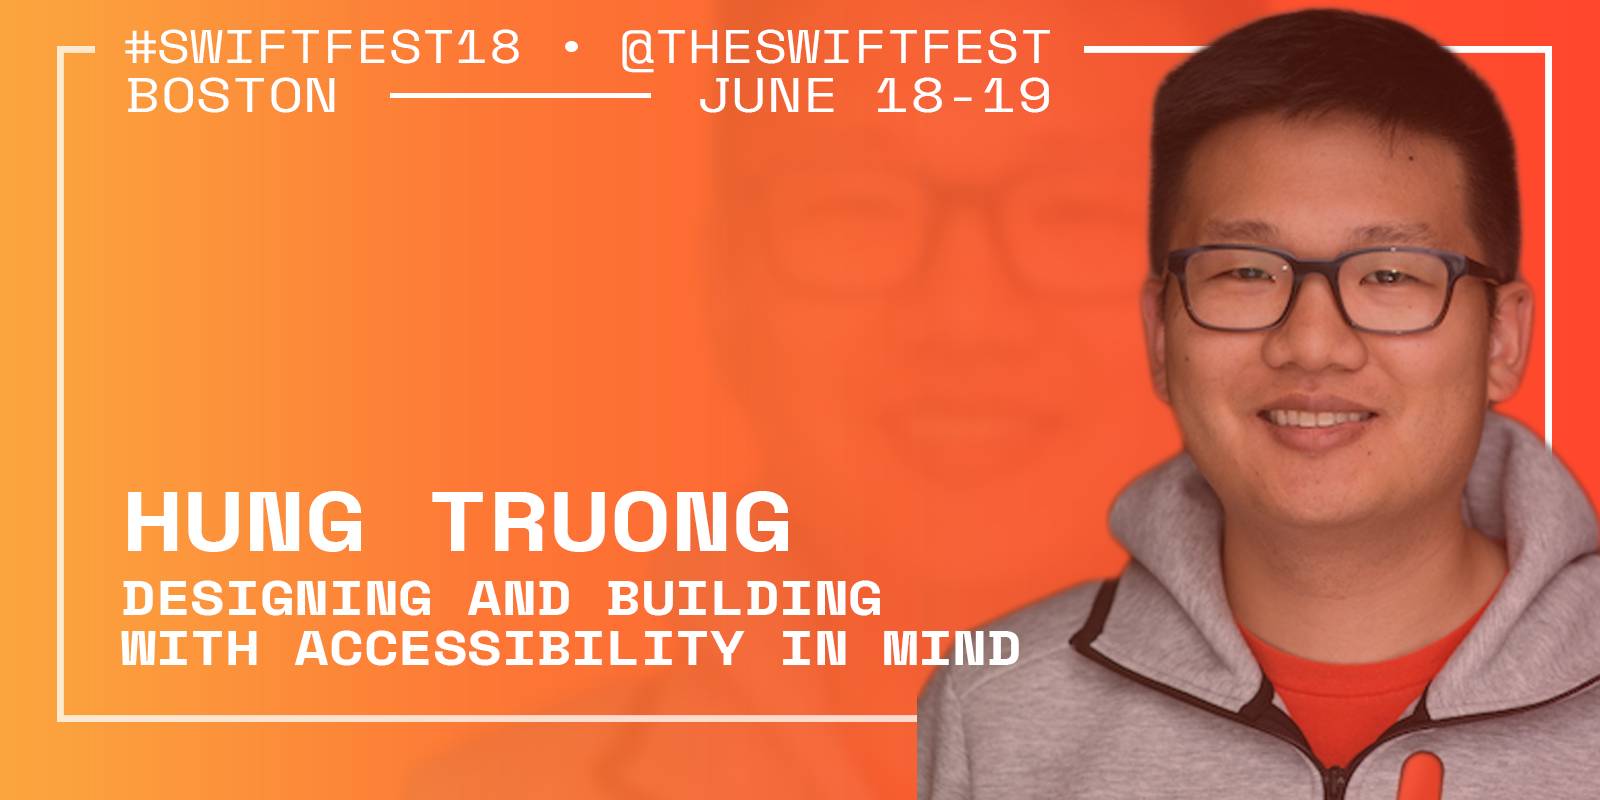 #SWIFTFEST18 • @THESWIFTFEST
BOSTON — JUNE 18-19
HUNG TRUONG
DESIGNING AND BUILDING
WITH ACCESSIBILITY IN MIND